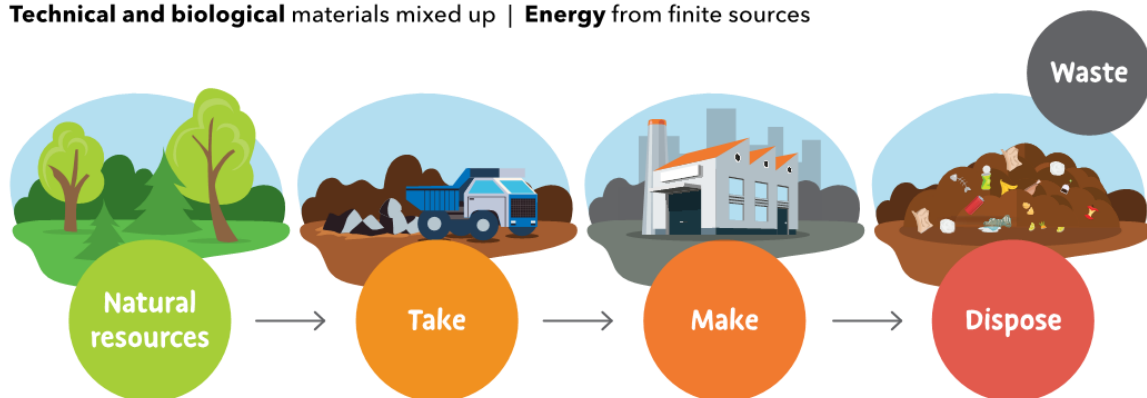 Technical and biological materials mixed up | Energy from finite sources
Waste
Natural
resources
Take
Make
Dispose